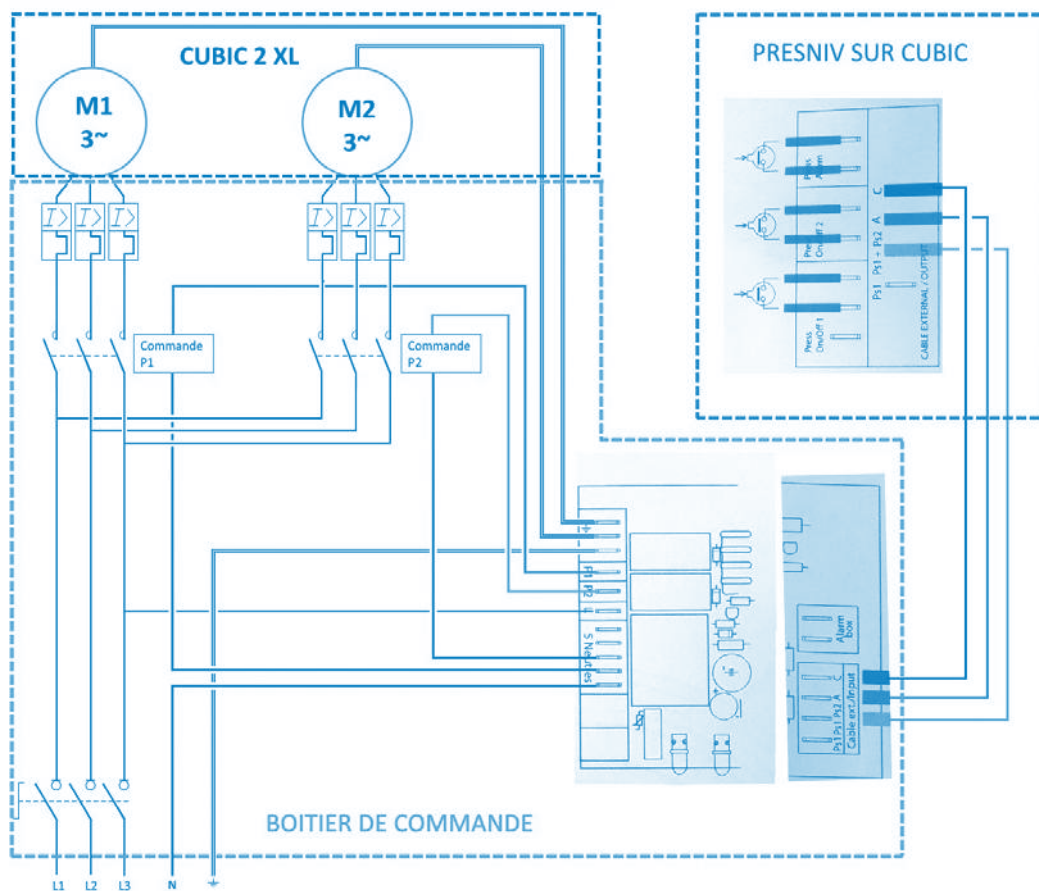 CUBIC 2 XL
M1
3~
M2
3~
PRESNIV SUR CUBIC
Press
Alarm
Press
On/Off 2
Press
On/Off 1
C
A
Ps1 + Ps2
Ps1
CABLE EXTERNAL / OUTPUT
I>
I>
I>
I>
I>
I>
Commande
P1
Commande
P2
P1
P2
L
5 Neutres
Alarm
box
C
A
Ps2
Ps1
Ps1
Cable ext./Input
BOITIER DE COMMANDE
L1
L2
L3
N